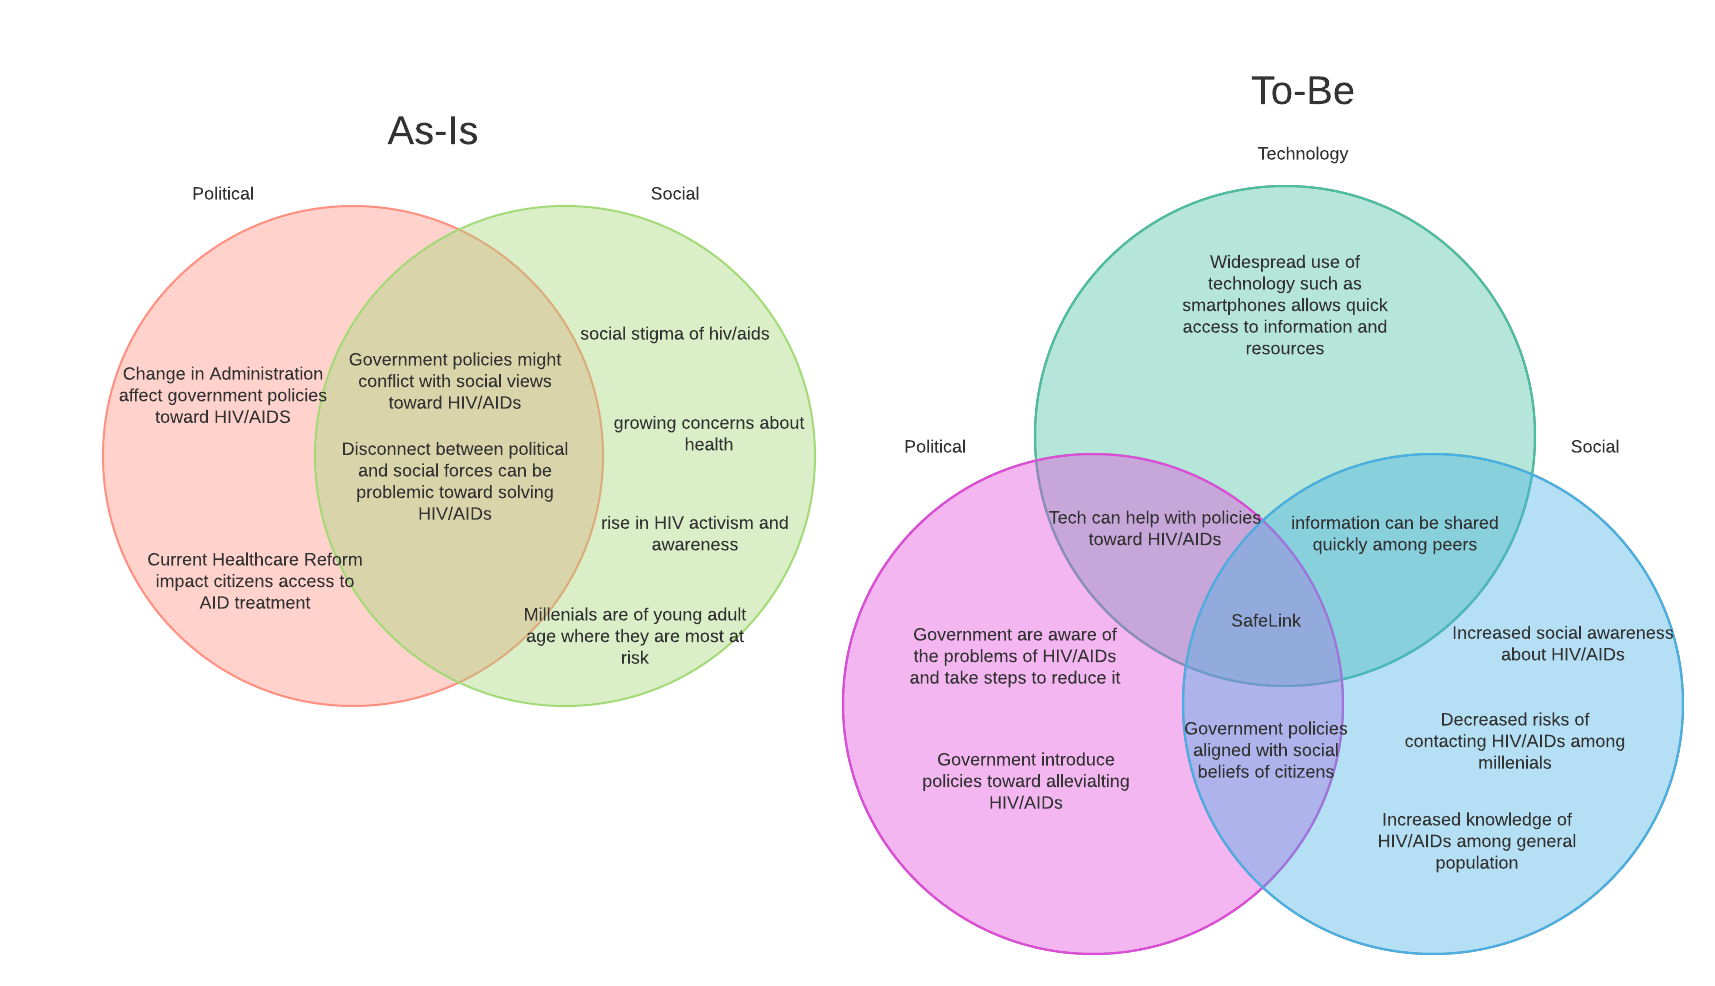 As-Is
Political
Social
Change in Administration
affect government policies
toward HIV/AIDS
Current Healthcare Reform
impact citizens access to
AID treatment
Government policies might
conflict with social views
toward HIV/AIDs
Disconnect between political
and social forces can be
problemic toward solving
HIV/AIDs
social stigma of hiv/aids
growing concerns about
health
rise in HIV activism and
awareness
Millenials are of young adult
age where they are most at
risk
To-Be
Technology
Widespread use of
technology such as
smartphones allows quick
access to information and
resources
Political
Social
Tech can help with policies
toward HIV/AIDs
information can be shared
quickly among peers
SafeLink
Government are aware of
the problems of HIV/AIDs
and take steps to reduce it
Government introduce
policies toward allevialting
HIV/AIDs
Government policies
aligned with social
beliefs of citizens
Increased social awareness
about HIV/AIDs
Decreased risks of
contacting HIV/AIDs among
millenials
Increased knowledge of
HIV/AIDs among general
population